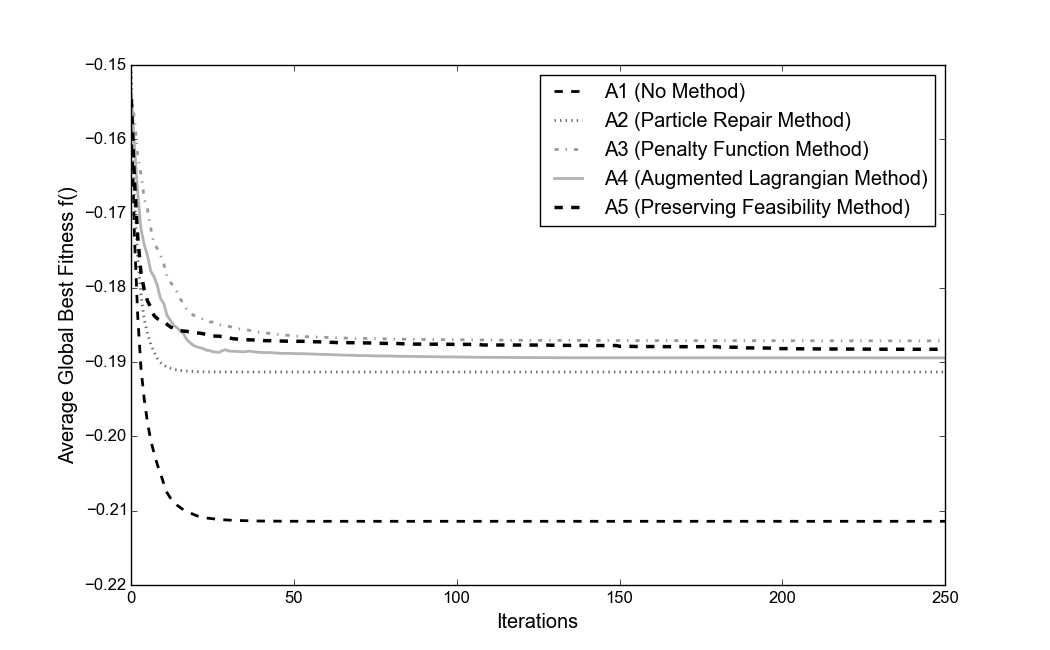 −0.15
−0.16
−0.17
−0.18
−0.19
−0.20
−0.21
−0.22
Average Global Best Fitness f()
A1 (No Method)
A2 (Particle Repair Method)
A3 (Penalty Function Method)
A4 (Augmented Lagrangian Method)
A5 (Preserving Feasibility Method)
0 50 100 150 200 250
Iterations